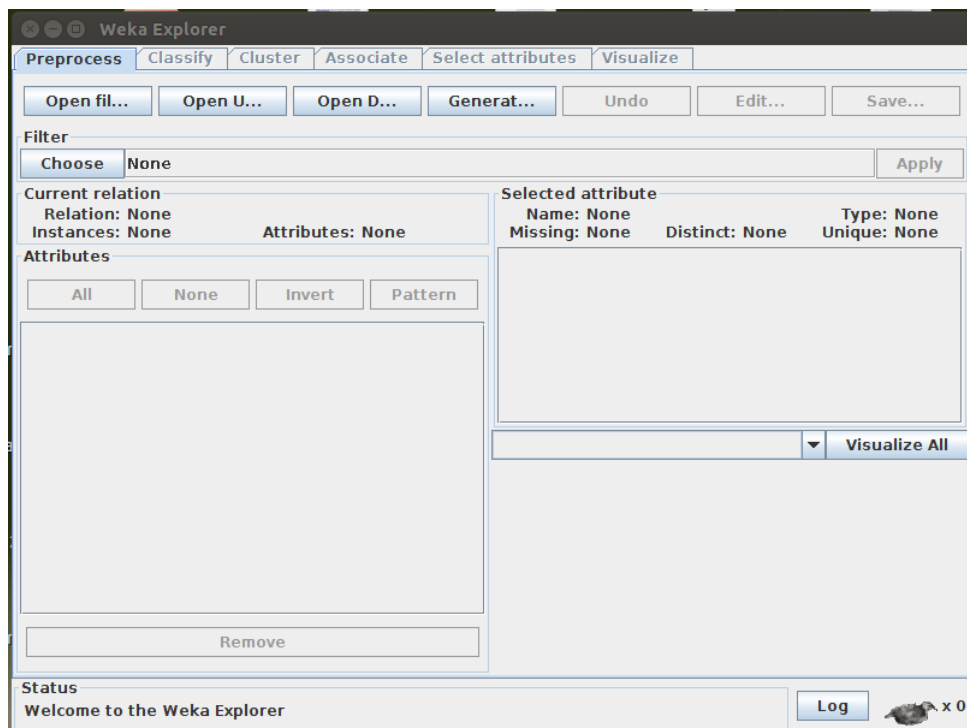 Weka Explorer
Preprocess Classify Cluster Associate Select attributes Visualize
Open fil... Open U... Open D... Generat... Undo Edit... Save...
Filter
Choose None Apply
Current relation
Relation: None
Instances: None Attributes: None
Selected attribute
Name: None Type: None
Missing: None Distinct: None Unique: None
Attributes
All None Invert Pattern
Visualize All
Remove
Status
Welcome to the Weka Explorer
Log x 0